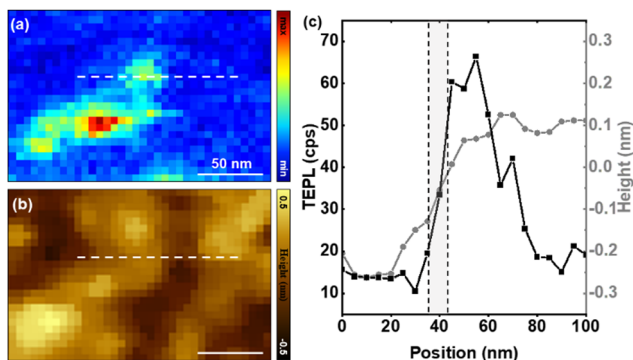 (a)
max
min
50 nm
(b)
0.5
Height (nm)
-0.5
(c)
TEPL (cps)
70
60
50
40
30
20
10
0 20 40 60 80 100
Position (nm)
0.3
0.2
0.1
0.0
-0.1
-0.2
-0.3
Height (nm)